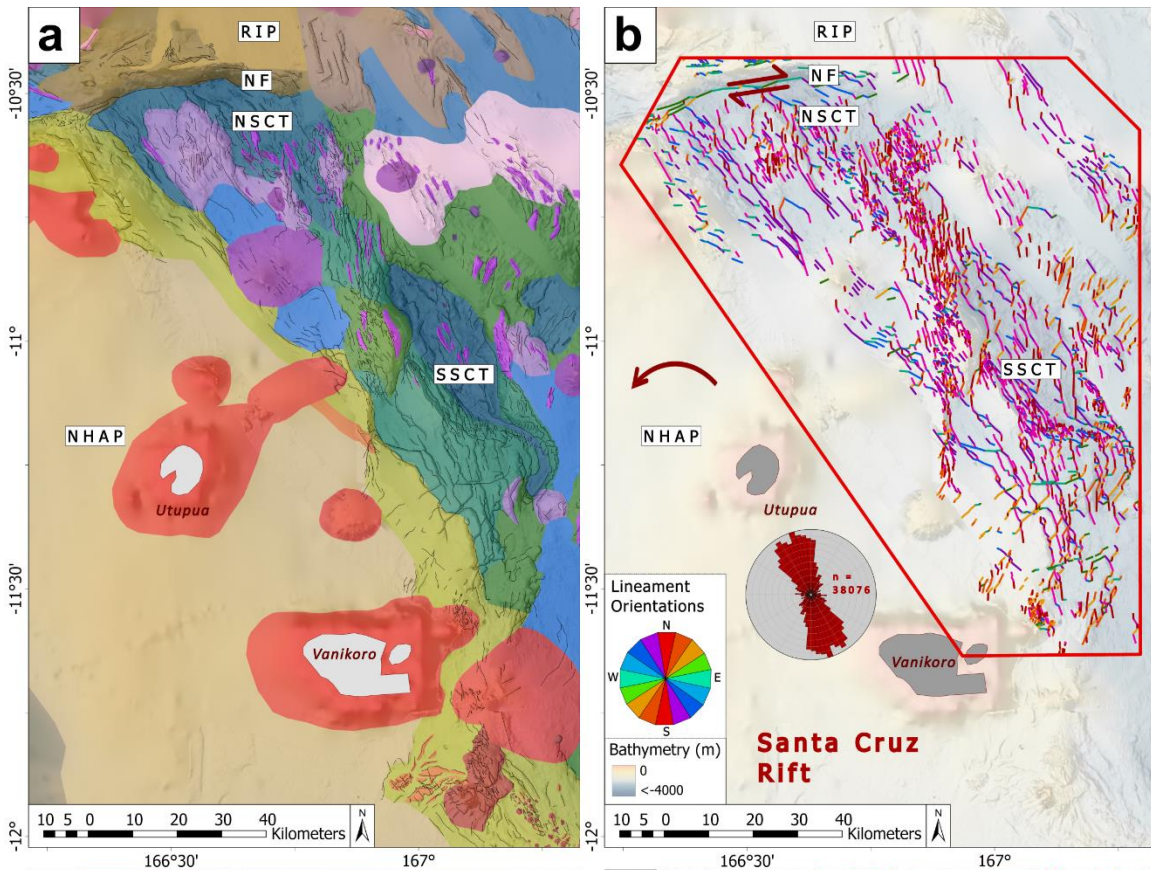 a
RIP
NF
NSCT
SSCT
NHAP
Utupua
Vanikoro
-10°30'
-11°
-11°30'
-12°
166°30'
167°
10 5 0 10 20 30 40
Kilometers
N
b
RIP
NF
NSCT
SSCT
NHAP
Utupua
n =
38076
Lineament
Orientations
N
W
E
S
Vanikoro
Bathymetry (m)
0
<-4000
Santa Cruz
Rift
-10°30'
-11°
-11°30'
-12°
10 5 0 10 20 30 40
Kilometers
N
166°30'
167°